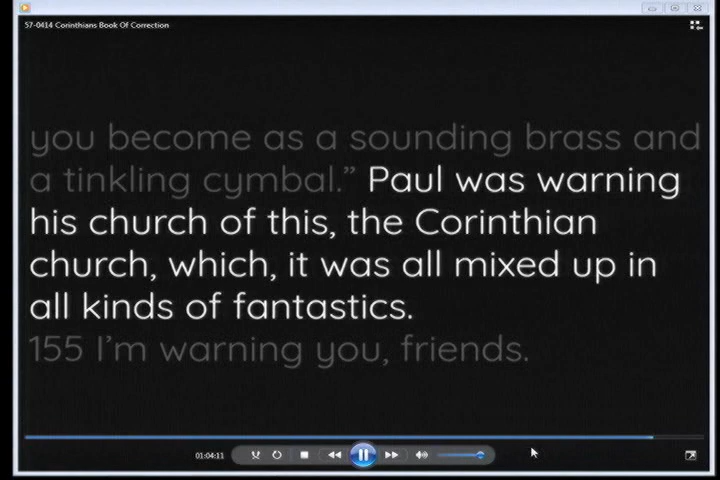 57-0414 Corinthians Book Of Correction
you become as a sounding brass and
a tinkling cymbal.” Paul was warning
his church of this, the Corinthian
church, which, it was all mixed up in
all kinds of fantastics.
155 I’m warning you, friends.
01:04:11